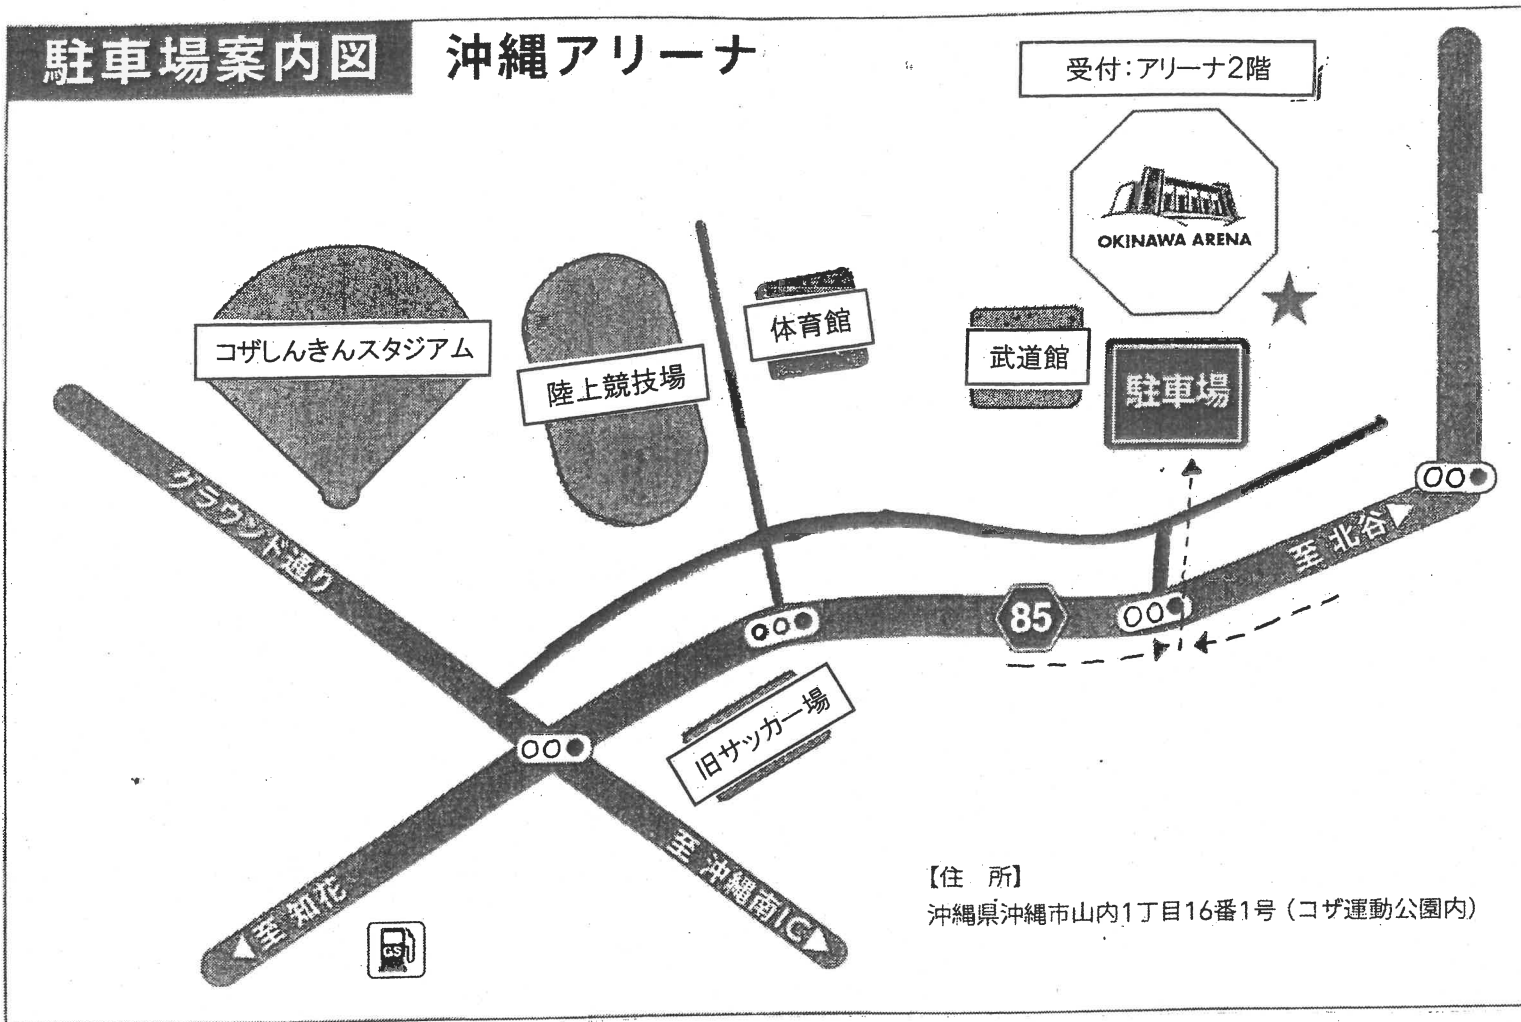 駐車場案内図 沖縄アリーナ
受付:アリーナ2階
OKINAWA ARENA
コザしんきんスタジアム
陸上競技場
体育館
武道館
駐車場
グラウンド通り
至 北谷▶
85
旧サッカー場
◀至 知花
至 沖縄南IC▶
GS
【住　所】
沖縄県沖縄市山内1丁目16番1号（コザ運動公園内）